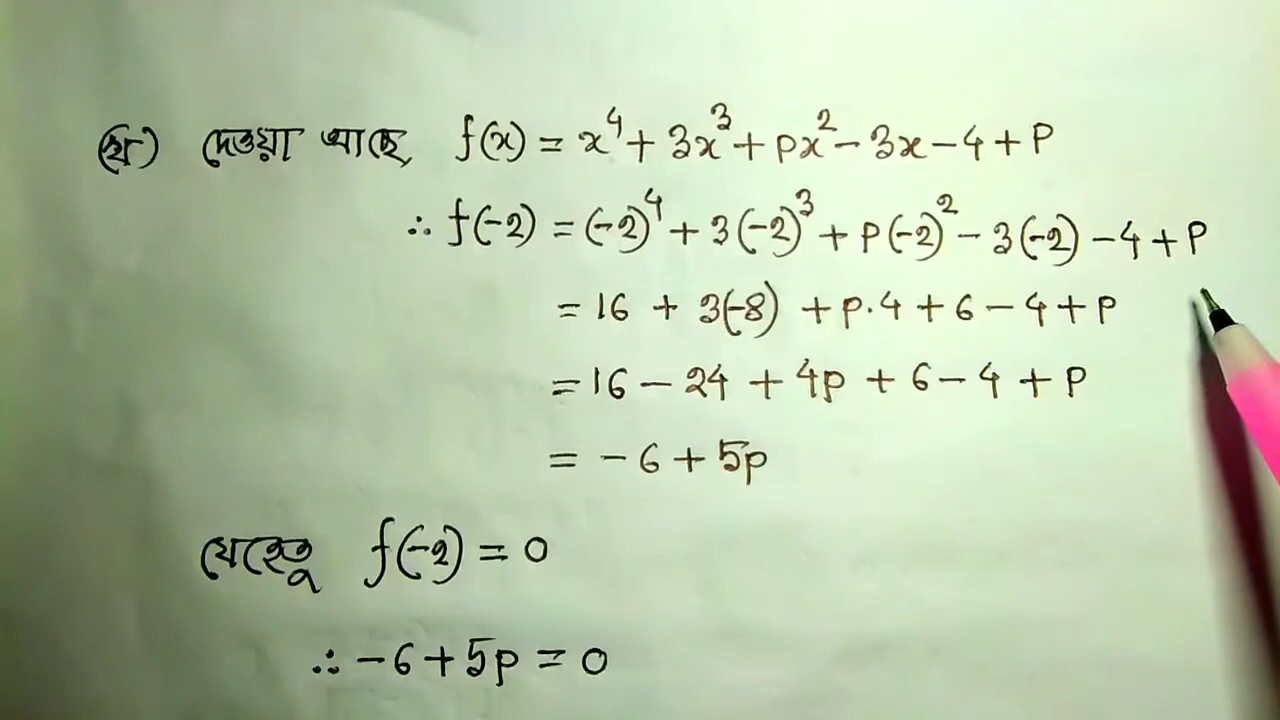 (খ) দেওয়া আছে, f(x) = x⁴ + 3x³ + px² - 3x - 4 + P
∴ f(-2) = (-2)⁴ + 3(-2)³ + P(-2)² - 3(-2) - 4 + P
= 16 + 3(-8) + p·4 + 6 - 4 + p
= 16 - 24 + 4p + 6 - 4 + P
= - 6 + 5p
যেহেতু f(-2) = 0
∴ -6 + 5p = 0